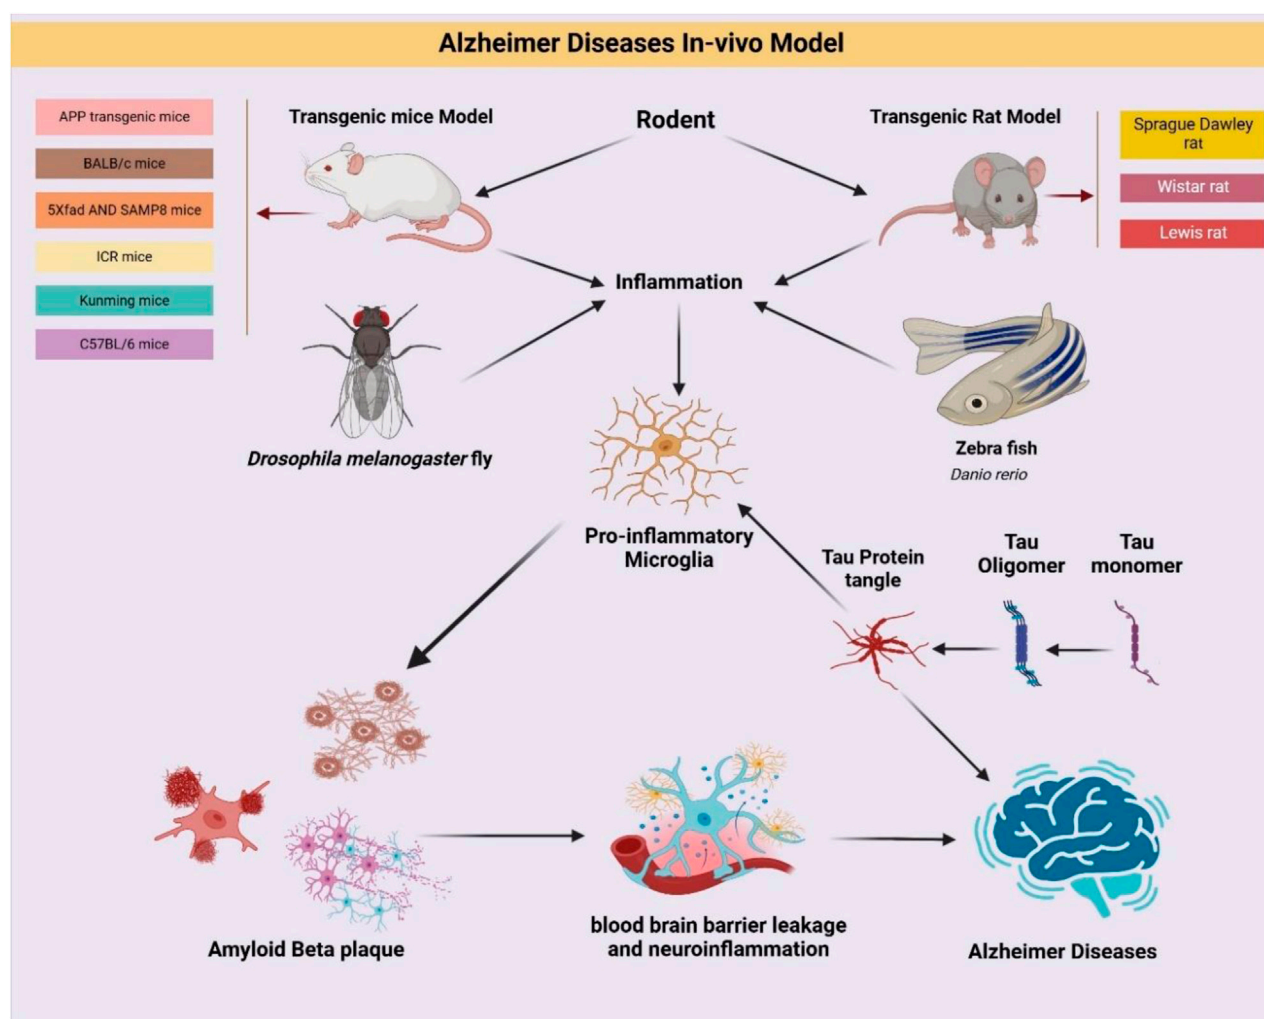 Alzheimer Diseases In-vivo Model
APP transgenic mice
BALB/c mice
5Xfad AND SAMP8 mice
ICR mice
Kunming mice
C57BL/6 mice
Transgenic mice Model
Rodent
Transgenic Rat Model
Sprague Dawley
rat
Wistar rat
Lewis rat
Inflammation
Drosophila melanogaster fly
Zebra fish
Danio rerio
Pro-inflammatory
Microglia
Tau Protein
tangle
Tau
Oligomer
Tau
monomer
Amyloid Beta plaque
blood brain barrier leakage
and neuroinflammation
Alzheimer Diseases